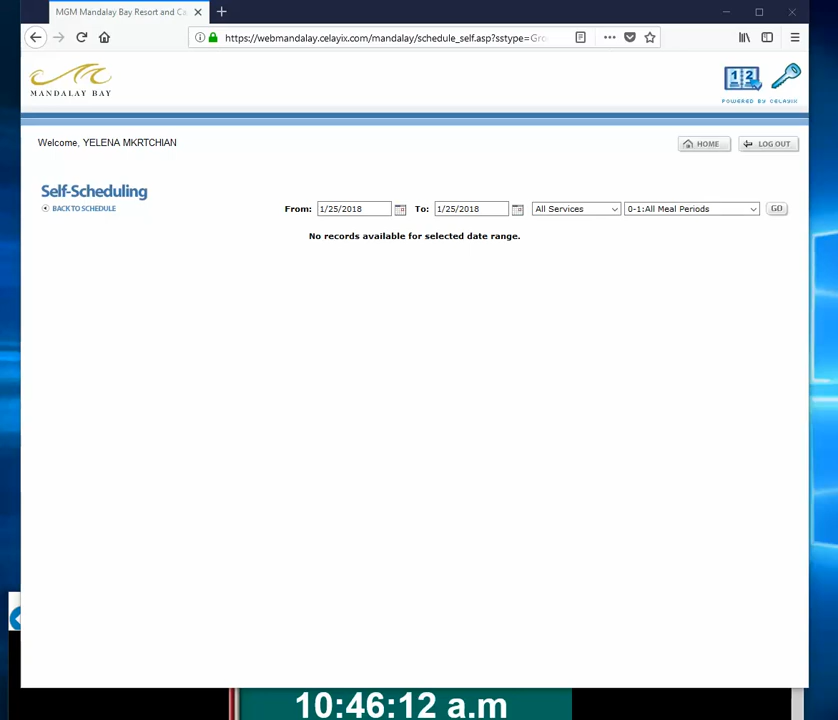 MGM Mandalay Bay Resort and Ca
https://webmandalay.celayix.com/mandalay/schedule_self.asp?sstype=Gro
MANDALAY BAY
12
POWERED BY CELAYIX
Welcome, YELENA MKRTCHIAN
HOME
LOG OUT
Self-Scheduling
BACK TO SCHEDULE
From: 1/25/2018 To: 1/25/2018 All Services 0-1:All Meal Periods GO
No records available for selected date range.
10:46:12 a.m